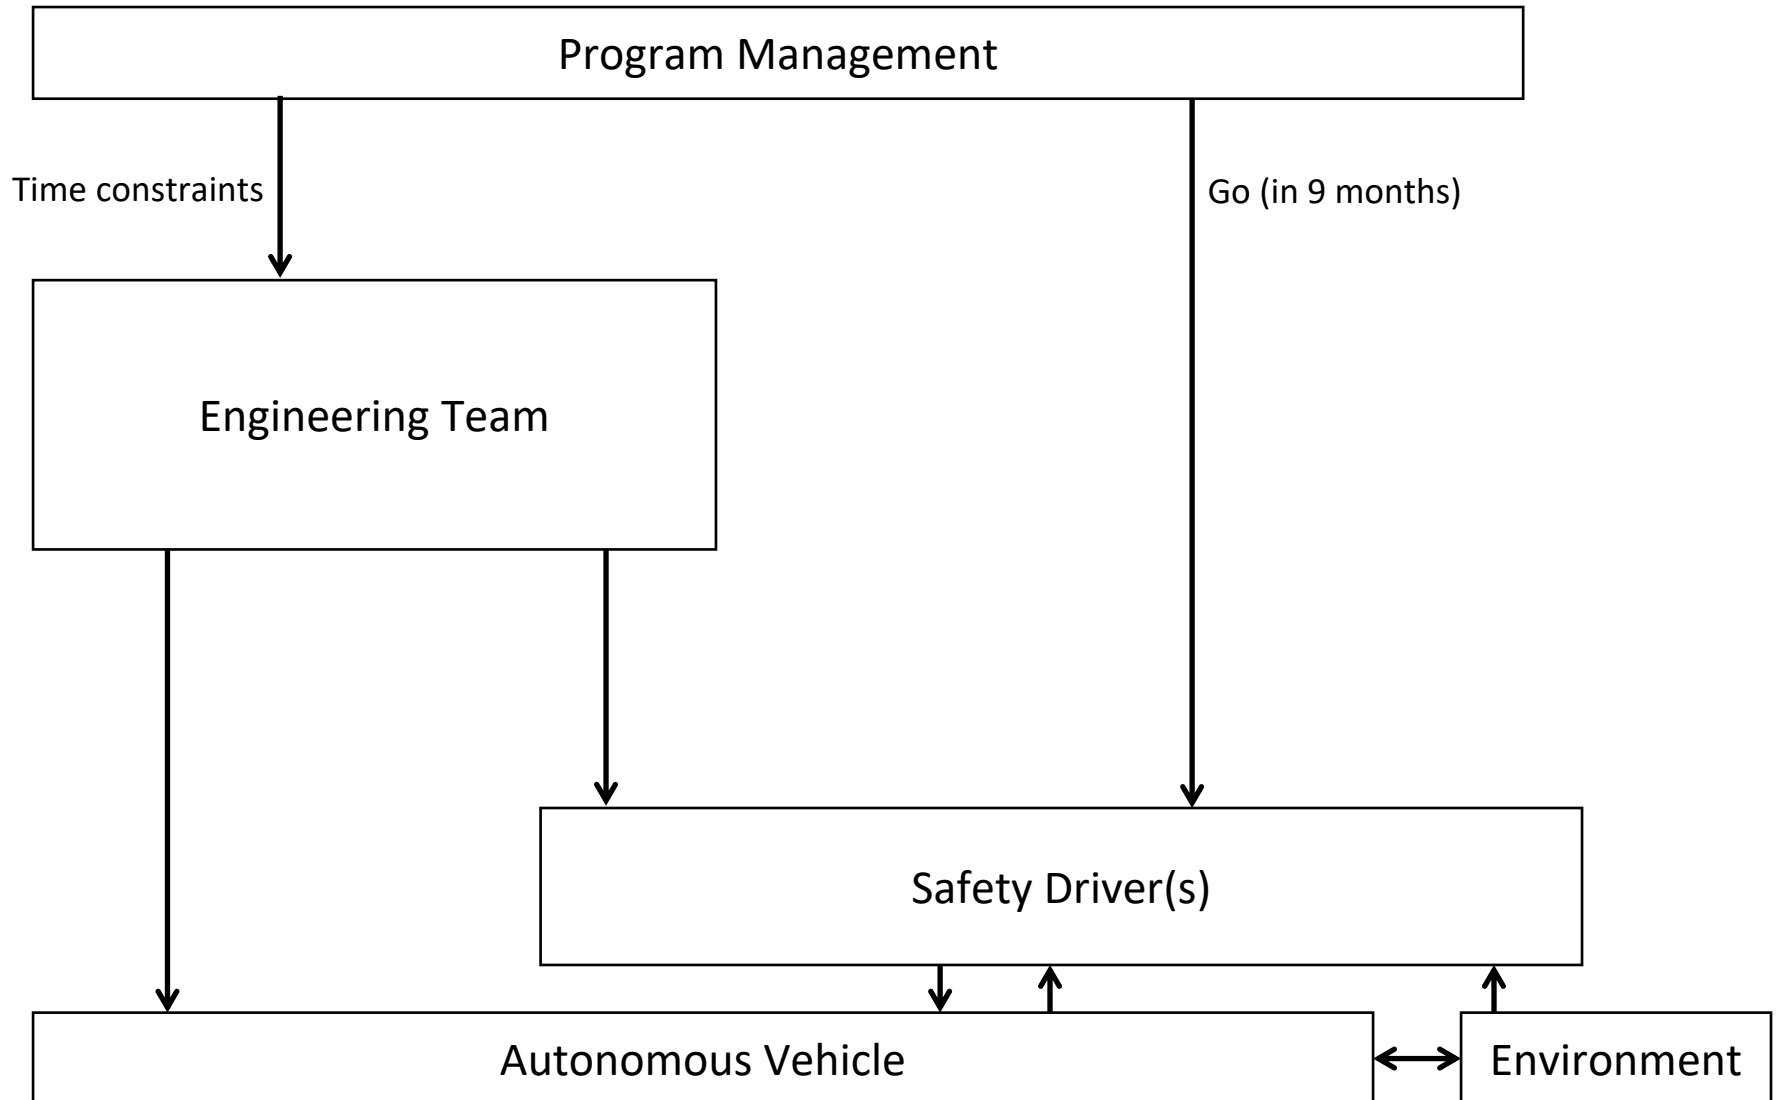 Program Management
Time constraints
Go (in 9 months)
Engineering Team
Safety Driver(s)
Autonomous Vehicle
Environment